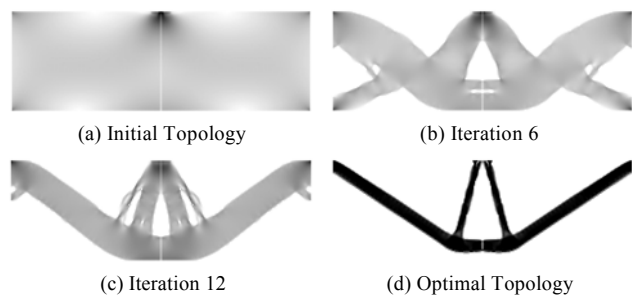 (a) Initial Topology
(b) Iteration 6
(c) Iteration 12
(d) Optimal Topology